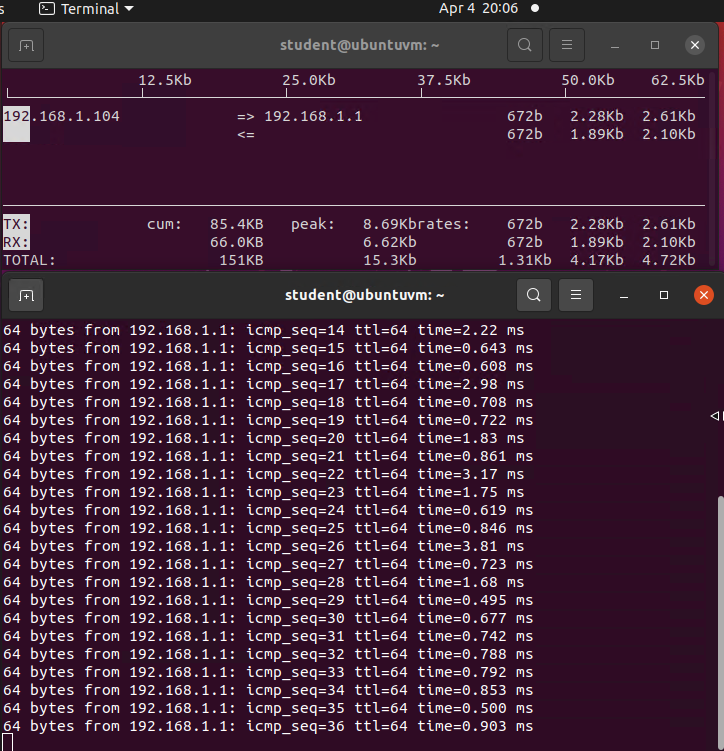 s Terminal Apr 4 20:06
student@ubuntuvm: ~
12.5Kb 25.0Kb 37.5Kb 50.0Kb 62.5Kb
192.168.1.104 => 192.168.1.1 672b 2.28Kb 2.61Kb
<= 672b 1.89Kb 2.10Kb
TX: cum: 85.4KB peak: 8.69Kbrates: 672b 2.28Kb 2.61Kb
RX: 66.0KB 6.62Kb 672b 1.89Kb 2.10Kb
TOTAL: 151KB 15.3Kb 1.31Kb 4.17Kb 4.72Kb
student@ubuntuvm: ~
64 bytes from 192.168.1.1: icmp_seq=14 ttl=64 time=2.22 ms
64 bytes from 192.168.1.1: icmp_seq=15 ttl=64 time=0.643 ms
64 bytes from 192.168.1.1: icmp_seq=16 ttl=64 time=0.608 ms
64 bytes from 192.168.1.1: icmp_seq=17 ttl=64 time=2.98 ms
64 bytes from 192.168.1.1: icmp_seq=18 ttl=64 time=0.708 ms
64 bytes from 192.168.1.1: icmp_seq=19 ttl=64 time=0.722 ms
64 bytes from 192.168.1.1: icmp_seq=20 ttl=64 time=1.83 ms
64 bytes from 192.168.1.1: icmp_seq=21 ttl=64 time=0.861 ms
64 bytes from 192.168.1.1: icmp_seq=22 ttl=64 time=3.17 ms
64 bytes from 192.168.1.1: icmp_seq=23 ttl=64 time=1.75 ms
64 bytes from 192.168.1.1: icmp_seq=24 ttl=64 time=0.619 ms
64 bytes from 192.168.1.1: icmp_seq=25 ttl=64 time=0.846 ms
64 bytes from 192.168.1.1: icmp_seq=26 ttl=64 time=3.81 ms
64 bytes from 192.168.1.1: icmp_seq=27 ttl=64 time=0.723 ms
64 bytes from 192.168.1.1: icmp_seq=28 ttl=64 time=1.68 ms
64 bytes from 192.168.1.1: icmp_seq=29 ttl=64 time=0.495 ms
64 bytes from 192.168.1.1: icmp_seq=30 ttl=64 time=0.677 ms
64 bytes from 192.168.1.1: icmp_seq=31 ttl=64 time=0.742 ms
64 bytes from 192.168.1.1: icmp_seq=32 ttl=64 time=0.788 ms
64 bytes from 192.168.1.1: icmp_seq=33 ttl=64 time=0.792 ms
64 bytes from 192.168.1.1: icmp_seq=34 ttl=64 time=0.853 ms
64 bytes from 192.168.1.1: icmp_seq=35 ttl=64 time=0.500 ms
64 bytes from 192.168.1.1: icmp_seq=36 ttl=64 time=0.903 ms